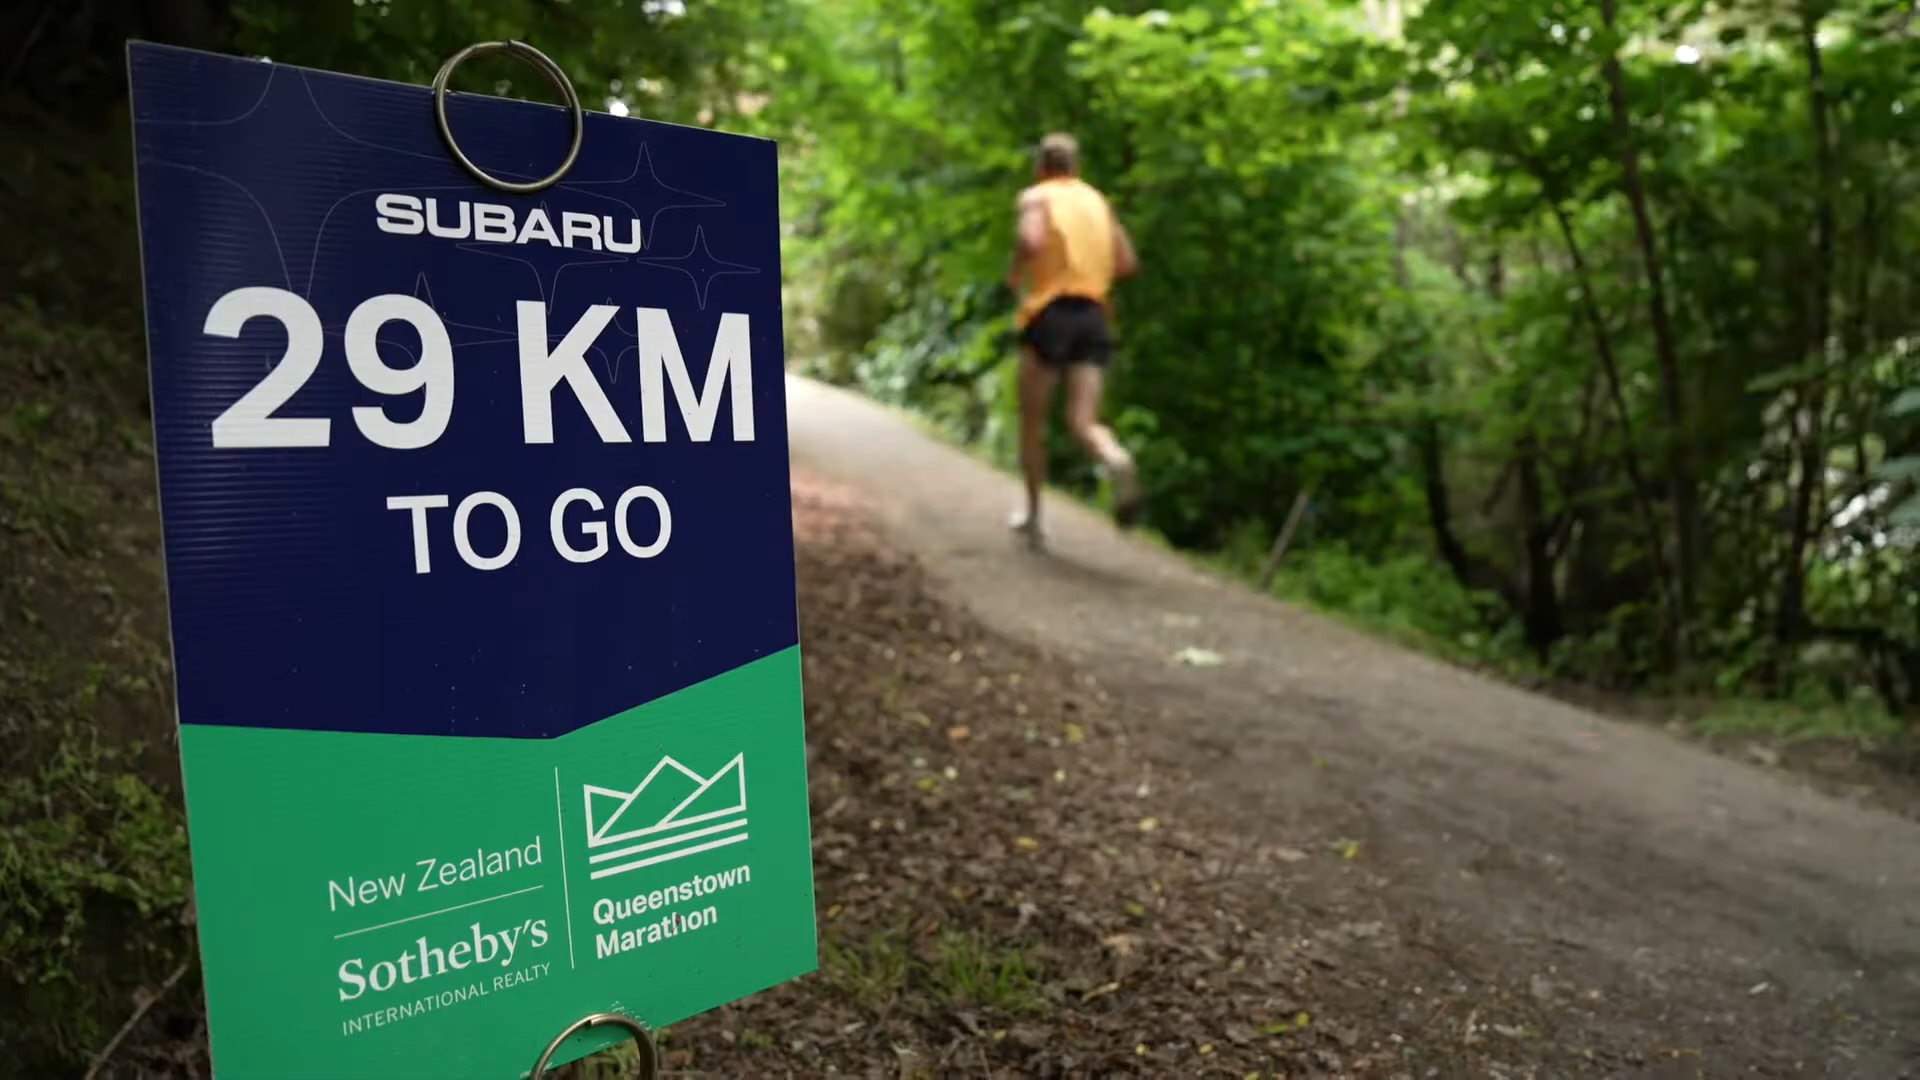 SUBARU
29 KM
TO GO
New Zealand
Sotheby's
INTERNATIONAL REALTY
Queenstown
Marathon